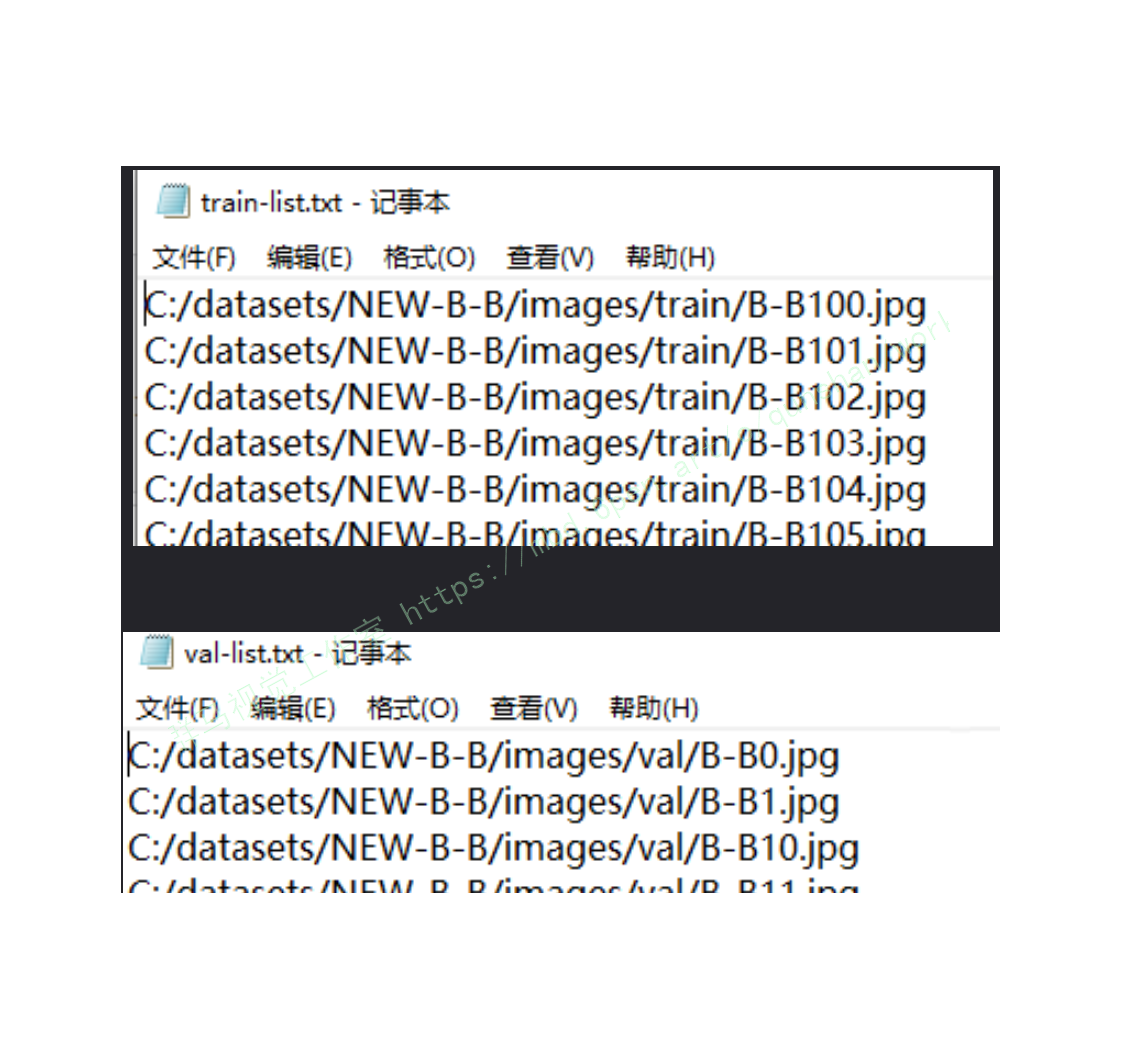 train-list.txt - 记事本
文件(F) 编辑(E) 格式(O) 查看(V) 帮助(H)
C:/datasets/NEW-B-B/images/train/B-B100.jpg
C:/datasets/NEW-B-B/images/train/B-B101.jpg
C:/datasets/NEW-B-B/images/train/B-B102.jpg
C:/datasets/NEW-B-B/images/train/B-B103.jpg
C:/datasets/NEW-B-B/images/train/B-B104.jpg
C:/datasets/NEW-B-B/images/train/B-B105.jpg
val-list.txt - 记事本
文件(F) 编辑(E) 格式(O) 查看(V) 帮助(H)
C:/datasets/NEW-B-B/images/val/B-B0.jpg
C:/datasets/NEW-B-B/images/val/B-B1.jpg
C:/datasets/NEW-B-B/images/val/B-B10.jpg
C:/datasets/NEW-B-B/images/val/B-B11.jpg